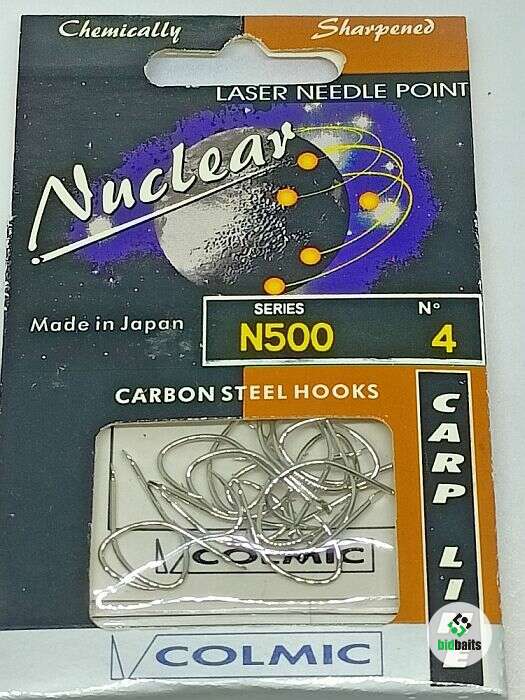 Chemically Sharpened
LASER NEEDLE POINT
Nuclear
Made in Japan
SERIES N°
N500 4
CARBON STEEL HOOKS
CARP
COLMIC
bidbaits
COLMIC